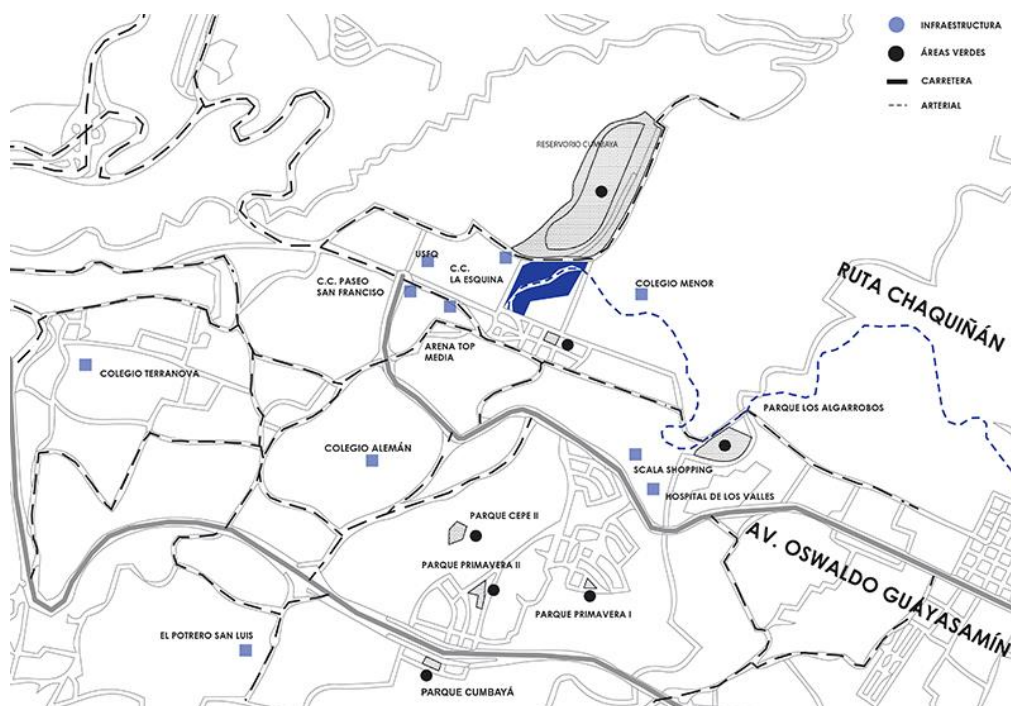 INFRAESTRUCTURA
ÁREAS VERDES
CARRETERA
ARTERIAL
RESERVORIO CUMBAYA
USFQ
C.C.
LA ESQUINA
C.C. PASEO
SAN FRANCISO
COLEGIO MENOR
RUTA CHAQUIÑÁN
ARENA TOP
MEDIA
COLEGIO TERRANOVA
PARQUE LOS ALGARROBOS
COLEGIO ALEMÁN
SCALA SHOPPING
HOSPITAL DE LOS VALLES
PARQUE CEPE II
AV. OSWALDO GUAYASAMÍN
PARQUE PRIMAVERA II
PARQUE PRIMAVERA I
EL POTRERO SAN LUIS
PARQUE CUMBAYÁ